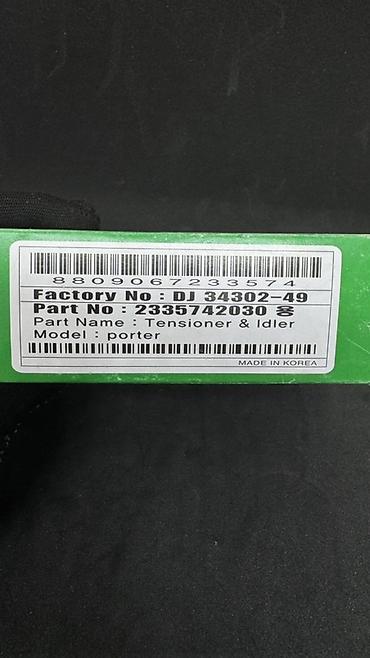 8809067233574
Factory No : DJ 34302-49
Part No : 2335742030 용
Part Name : Tensioner & Idler
Model : porter
MADE IN KOREA